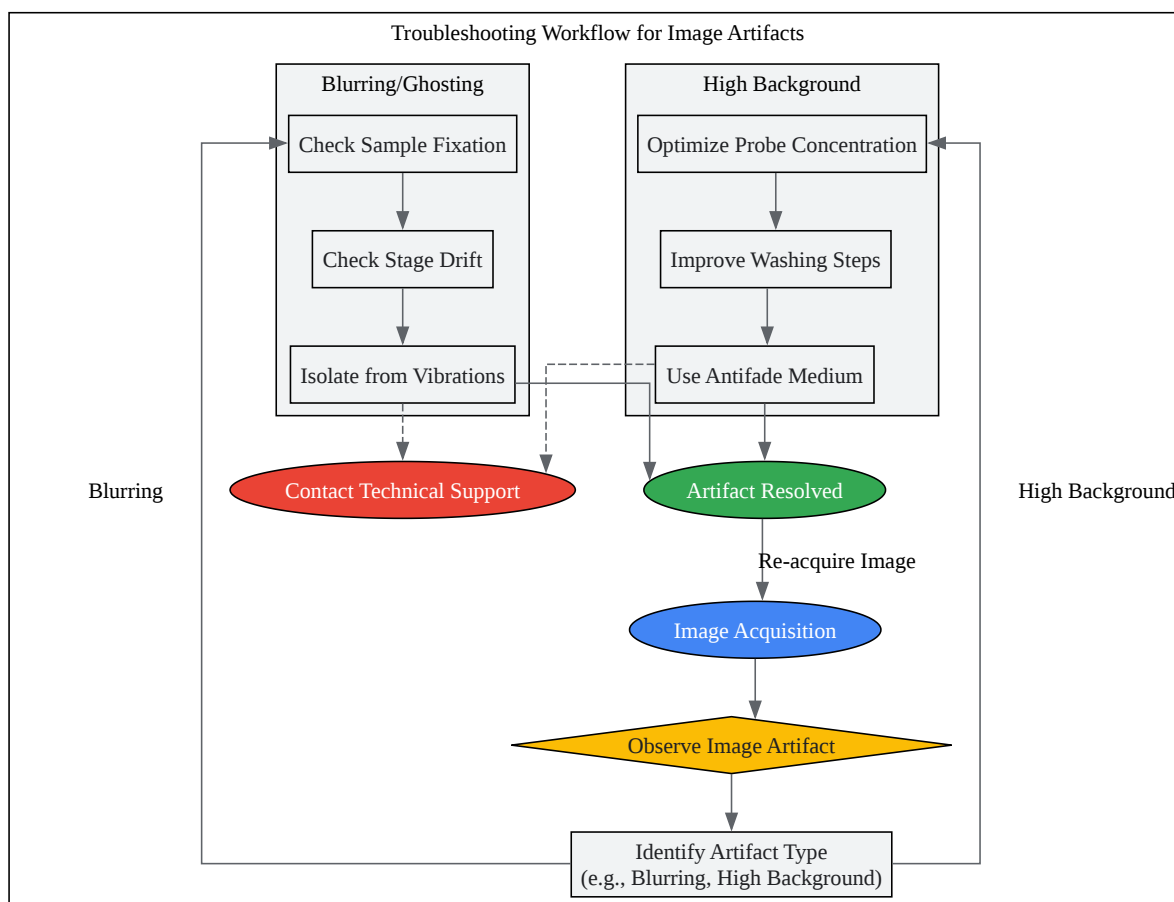 Troubleshooting Workflow for Image Artifacts
Blurring/Ghosting
High Background
Check Sample Fixation
Optimize Probe Concentration
Check Stage Drift
Improve Washing Steps
Isolate from Vibrations
Use Antifade Medium
Blurring
Contact Technical Support
Artifact Resolved
High Background
Re-acquire Image
Image Acquisition
Observe Image Artifact
Identify Artifact Type
(e.g., Blurring, High Background)